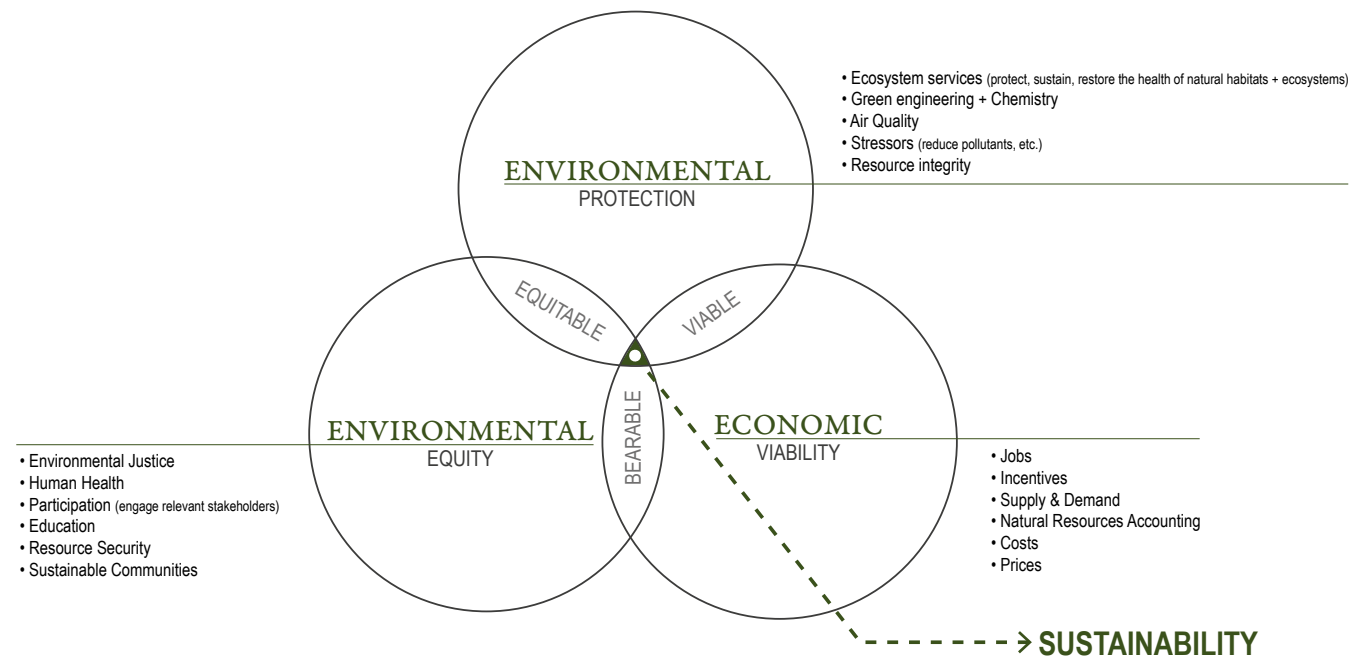 • Ecosystem services (protect, sustain, restore the health of natural habitats + ecosystems)
• Green engineering + Chemistry
• Air Quality
• Stressors (reduce pollutants, etc.)
• Resource integrity
ENVIRONMENTAL
PROTECTION
EQUITABLE
VIABLE
BEARABLE
ENVIRONMENTAL
EQUITY
• Environmental Justice
• Human Health
• Participation (engage relevant stakeholders)
• Education
• Resource Security
• Sustainable Communities
ECONOMIC
VIABILITY
• Jobs
• Incentives
• Supply & Demand
• Natural Resources Accounting
• Costs
• Prices
SUSTAINABILITY